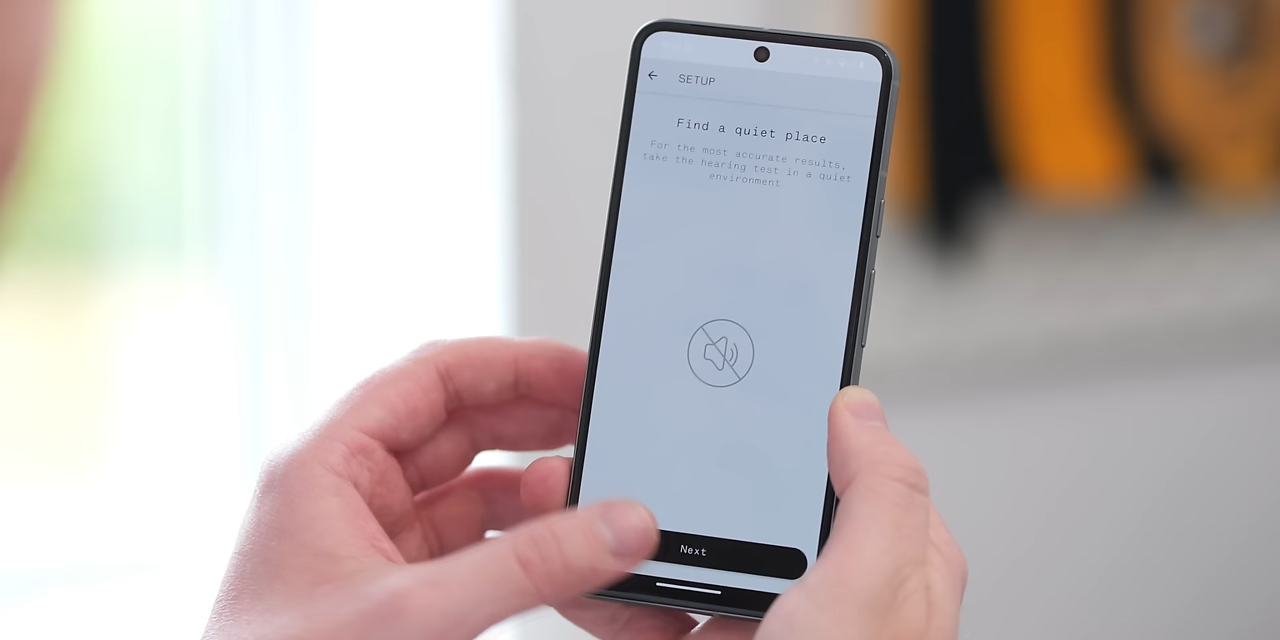 SETUP
Find a quiet place
For the most accurate results,
take the hearing test in a quiet
environment
Next